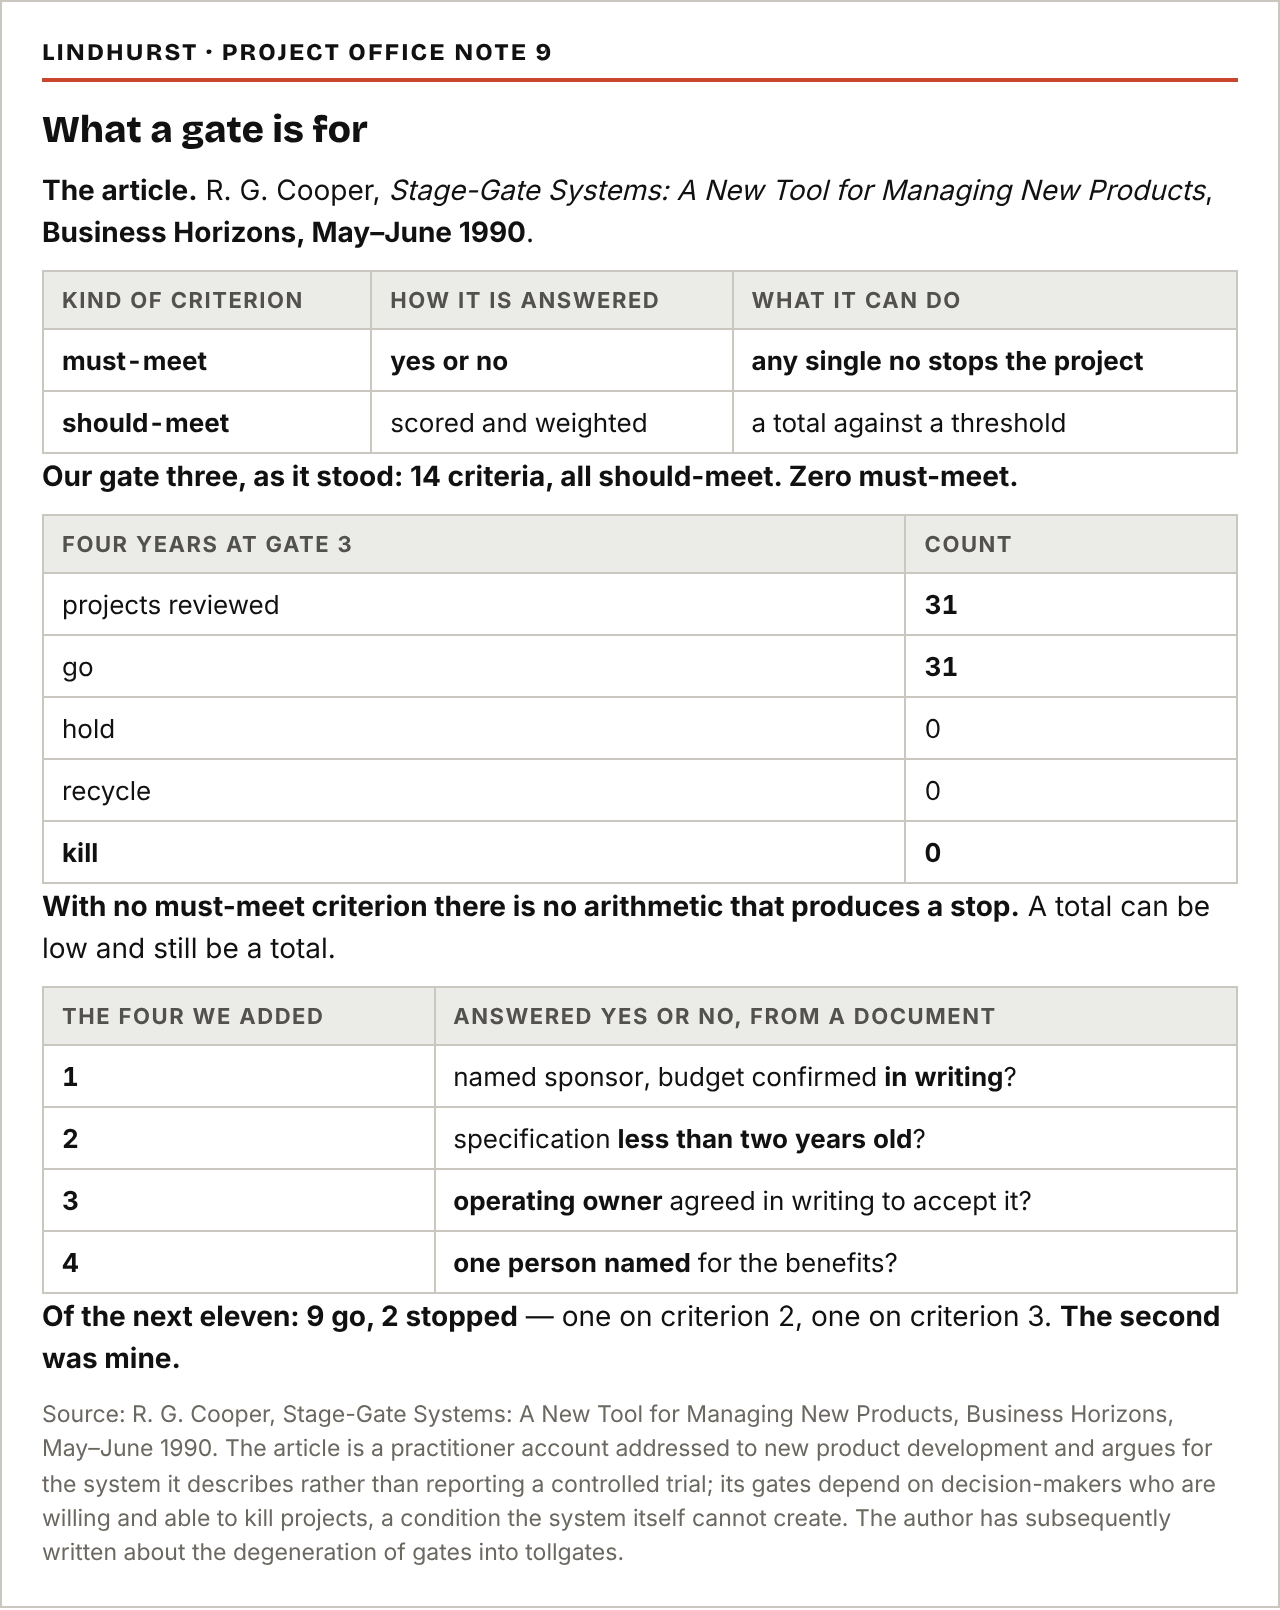 LINDHURST · PROJECT OFFICE NOTE 9
What a gate is for
The article. R. G. Cooper, Stage-Gate Systems: A New Tool for Managing New Products,
Business Horizons, May–June 1990.
KIND OF CRITERION HOW IT IS ANSWERED WHAT IT CAN DO
must-meet yes or no any single no stops the project
should-meet scored and weighted a total against a threshold
Our gate three, as it stood: 14 criteria, all should-meet. Zero must-meet.
FOUR YEARS AT GATE 3 COUNT
projects reviewed 31
go 31
hold 0
recycle 0
kill 0
With no must-meet criterion there is no arithmetic that produces a stop. A total can be
low and still be a total.
THE FOUR WE ADDED ANSWERED YES OR NO, FROM A DOCUMENT
1 named sponsor, budget confirmed in writing?
2 specification less than two years old?
3 operating owner agreed in writing to accept it?
4 one person named for the benefits?
Of the next eleven: 9 go, 2 stopped — one on criterion 2, one on criterion 3. The second
was mine.
Source: R. G. Cooper, Stage-Gate Systems: A New Tool for Managing New Products, Business Horizons,
May–June 1990. The article is a practitioner account addressed to new product development and argues for
the system it describes rather than reporting a controlled trial; its gates depend on decision-makers who are
willing and able to kill projects, a condition the system itself cannot create. The author has subsequently
written about the degeneration of gates into tollgates.